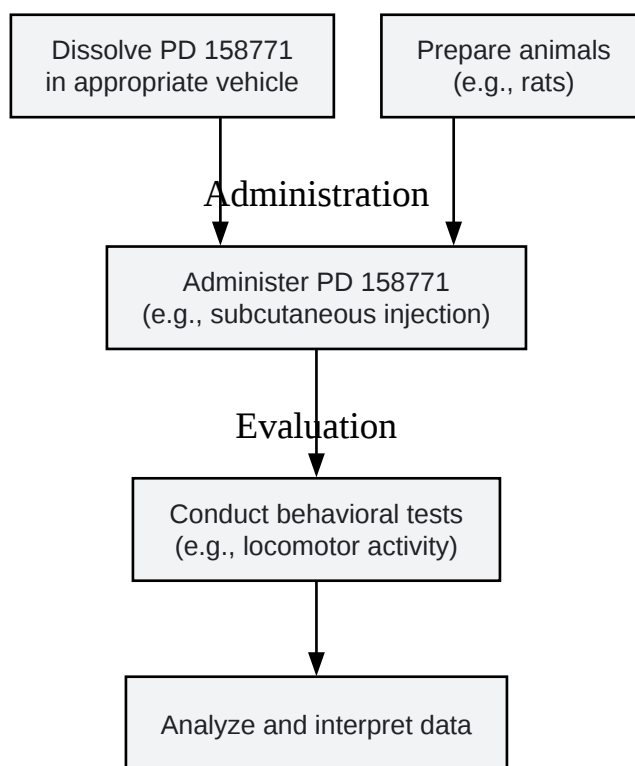 Dissolve PD 158771
in appropriate vehicle
Prepare animals
(e.g., rats)
Administration
Administer PD 158771
(e.g., subcutaneous injection)
Evaluation
Conduct behavioral tests
(e.g., locomotor activity)
Analyze and interpret data